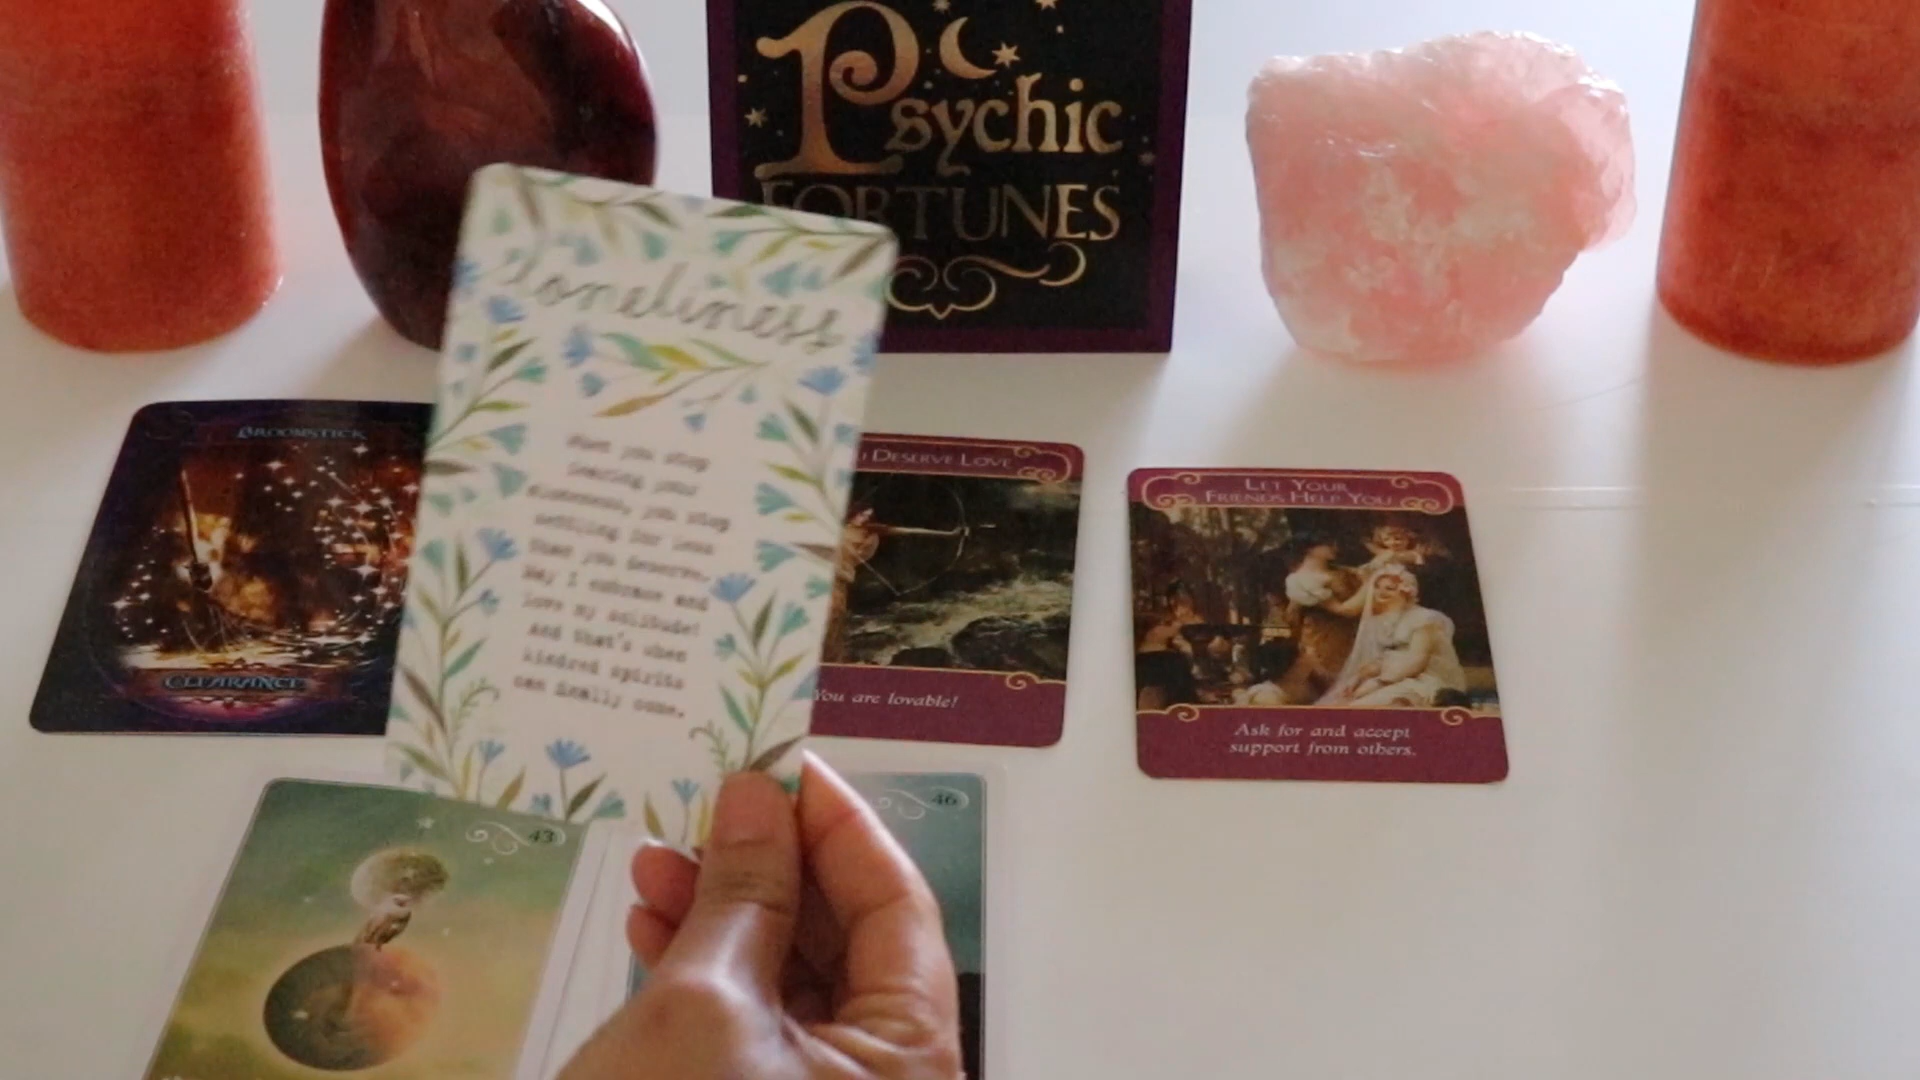 Psychic
FORTUNES
loneliness
When you stop
fearing your
aloneness, you stop
settling for less
than you deserve.
May I embrace and
love my solitude!
And that's when
kindred spirits
can finally come.
BROOMSTICK
CLEARANCE
DESERVE LOVE
You are lovable!
LET YOUR
FRIENDS HELP YOU
Ask for and accept
support from others.
43
46